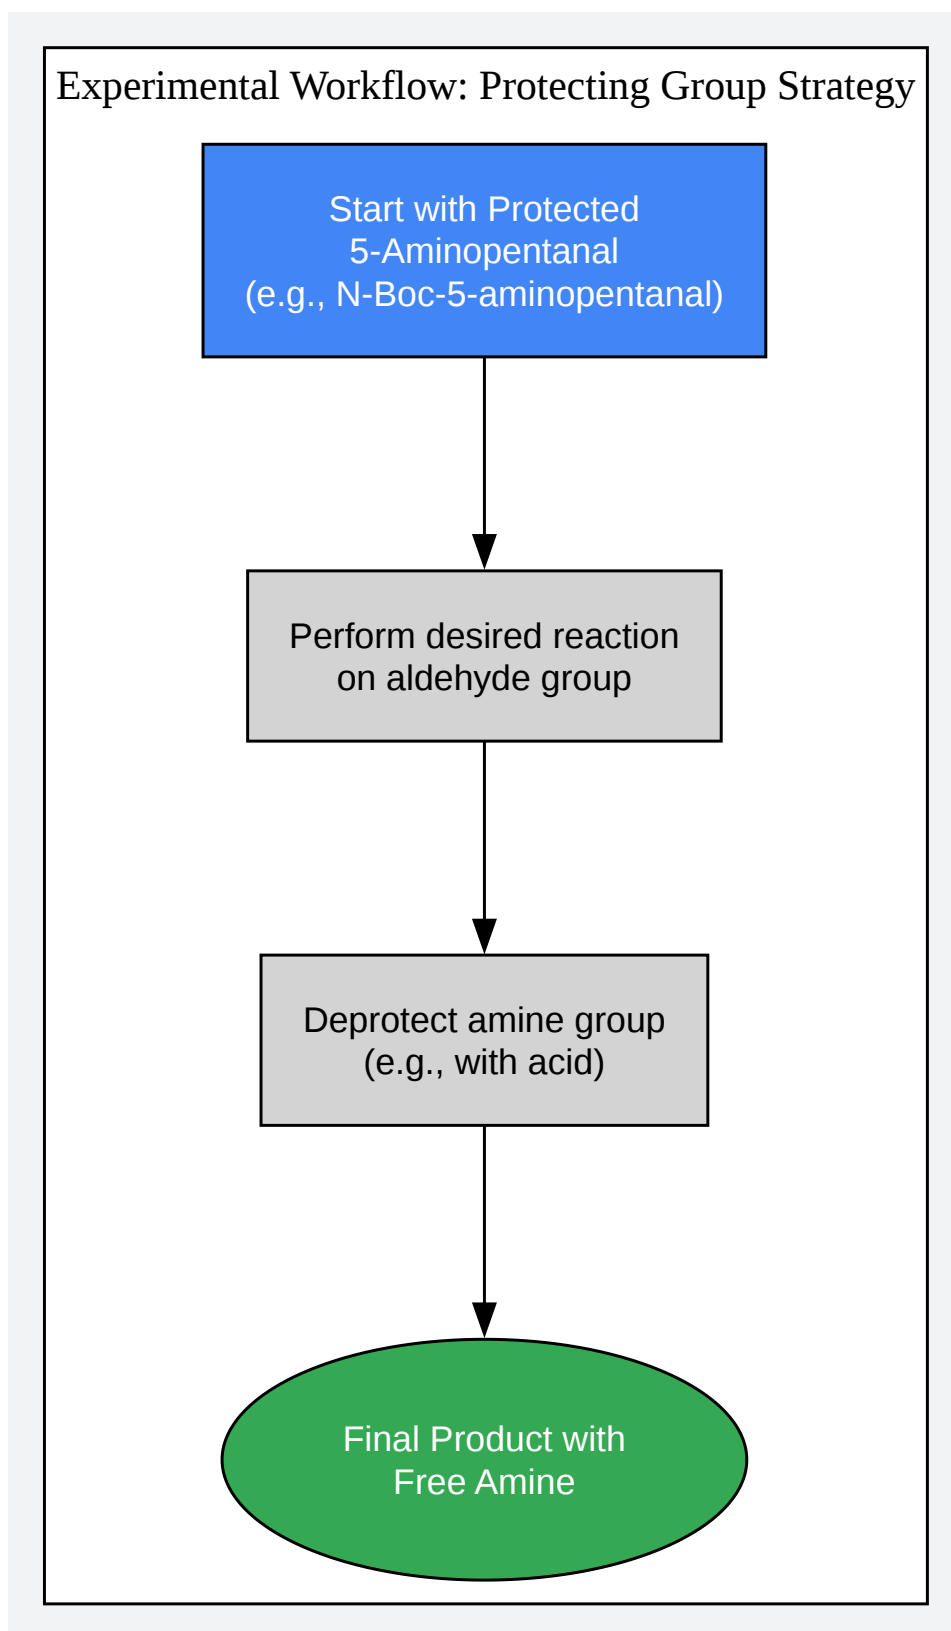 Experimental Workflow: Protecting Group Strategy
Start with Protected
5-Aminopentanal
(e.g., N-Boc-5-aminopentanal)
Perform desired reaction
on aldehyde group
Deprotect amine group
(e.g., with acid)
Final Product with
Free Amine